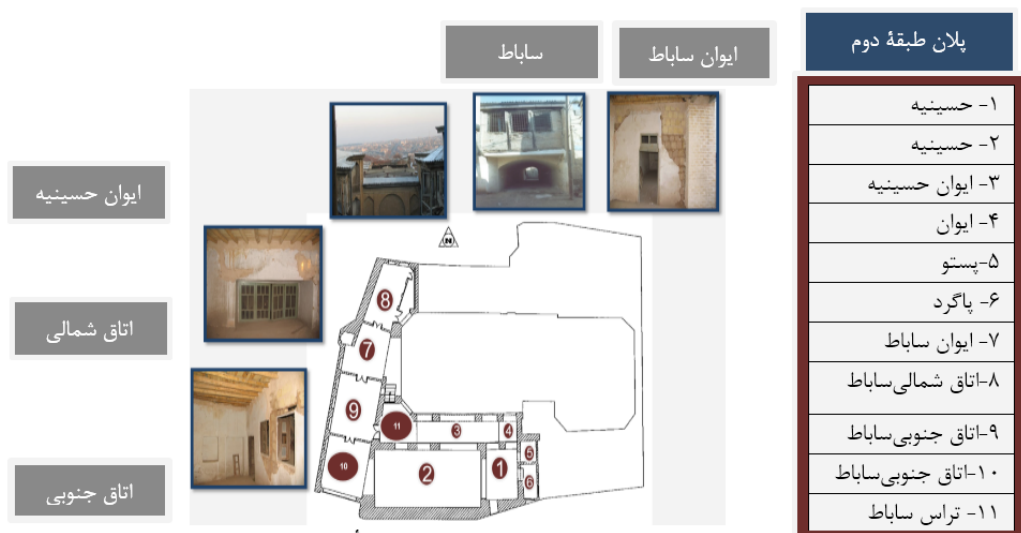 پلان طبقهٔ دوم
۱- حسینیه
۲- حسینیه
۳- ایوان حسینیه
۴- ایوان
۵-پستو
۶- پاگرد
۷- ایوان ساباط
۸-اتاق شمالی‌ساباط
۹-اتاق جنوبی‌ساباط
۱۰-اتاق جنوبی‌ساباط
۱۱- تراس ساباط
ایوان ساباط
ساباط
ایوان حسینیه
اتاق شمالی
اتاق جنوبی
N
8
7
9
11
3
4
10
2
1
5
6